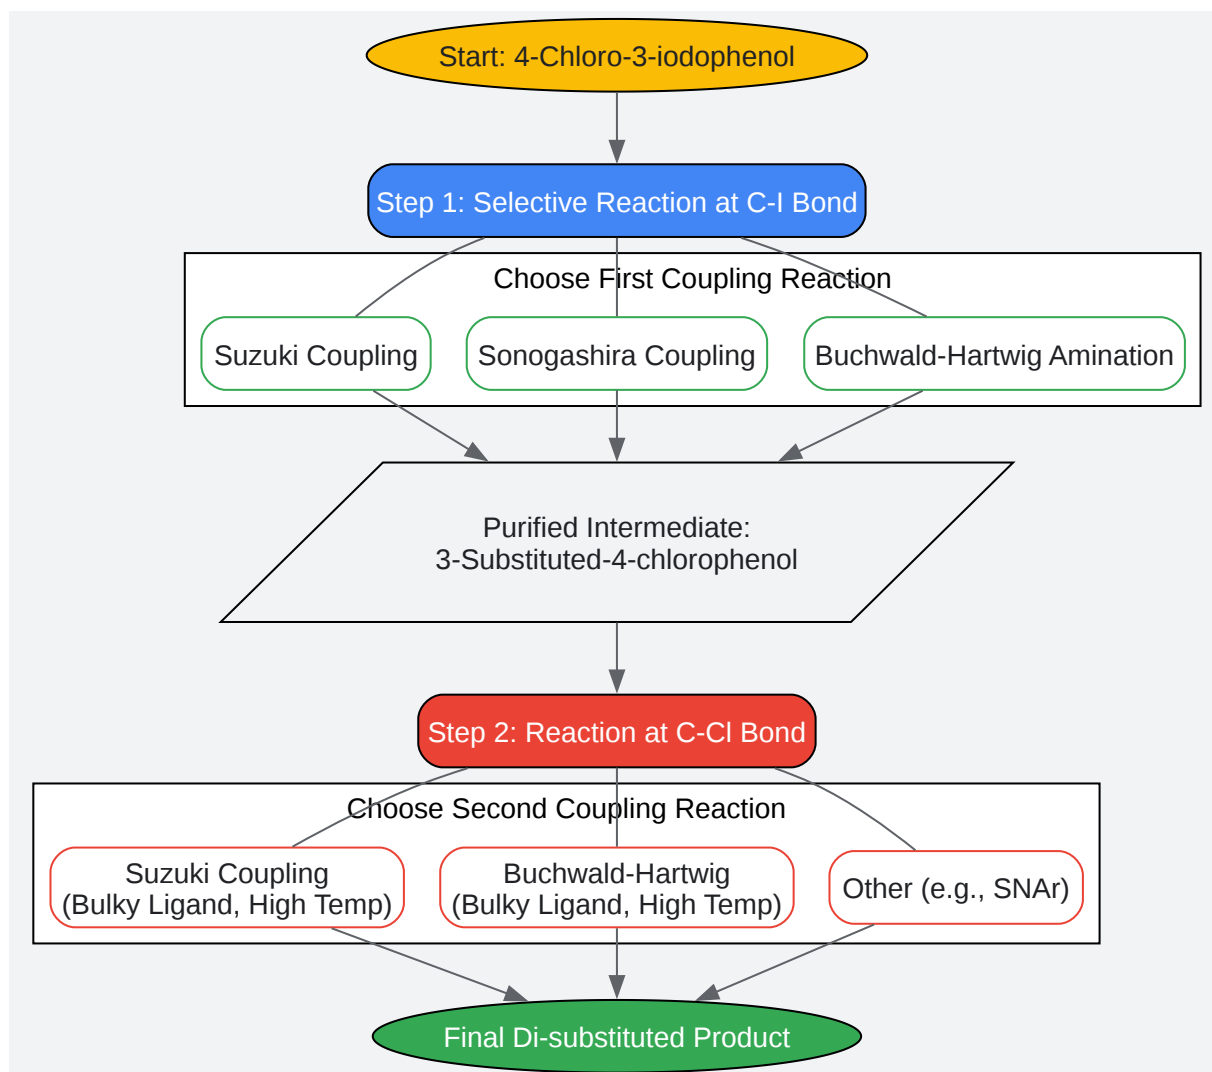 Start: 4-Chloro-3-iodophenol
Step 1: Selective Reaction at C-I Bond
Choose First Coupling Reaction
Suzuki Coupling
Sonogashira Coupling
Buchwald-Hartwig Amination
Purified Intermediate:
3-Substituted-4-chlorophenol
Step 2: Reaction at C-Cl Bond
Choose Second Coupling Reaction
Suzuki Coupling
(Bulky Ligand, High Temp)
Buchwald-Hartwig
(Bulky Ligand, High Temp)
Other (e.g., SNAr)
Final Di-substituted Product